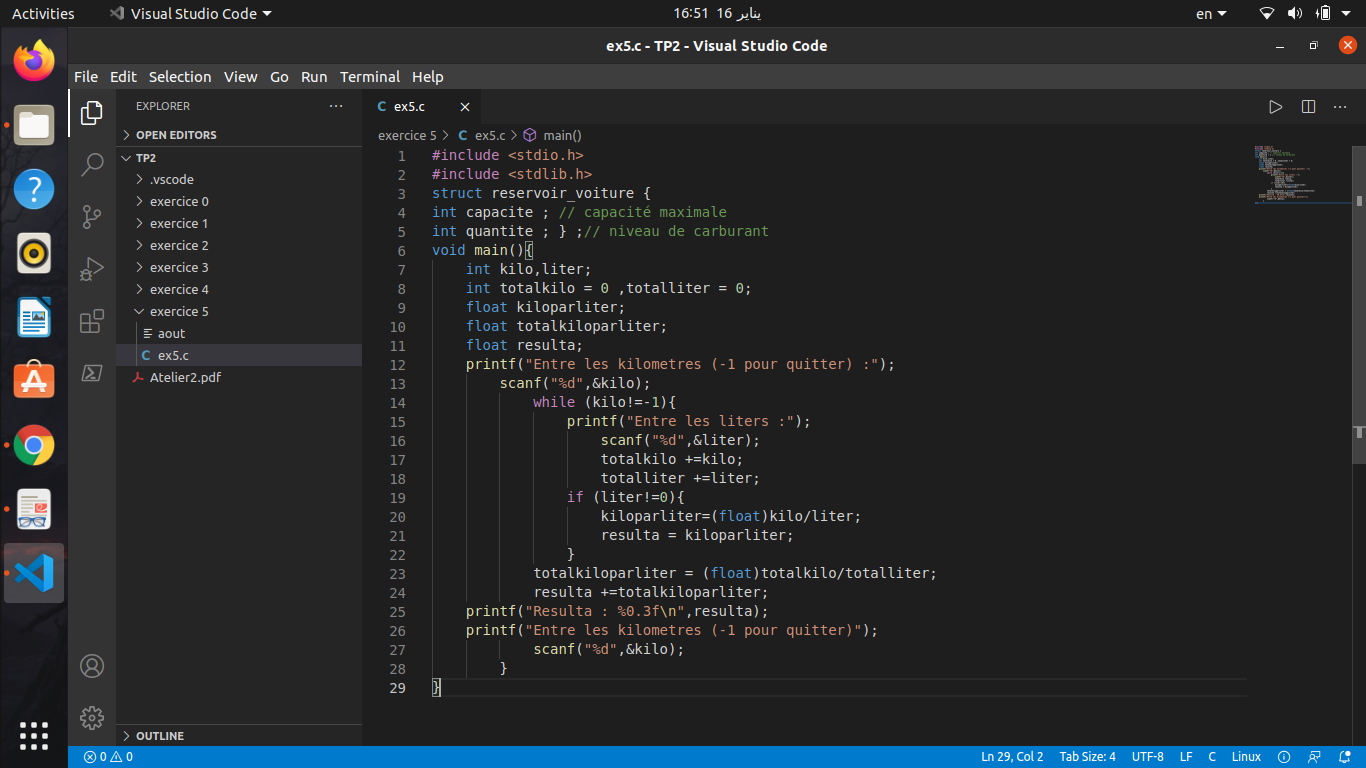 Activities
Visual Studio Code
16:51 16 يناير
en
ex5.c - TP2 - Visual Studio Code
File Edit Selection View Go Run Terminal Help
EXPLORER
OPEN EDITORS
TP2
.vscode
exercice 0
exercice 1
exercice 2
exercice 3
exercice 4
exercice 5
aout
C ex5.c
Atelier2.pdf
OUTLINE
C ex5.c
exercice 5 > C ex5.c > main()
1 #include <stdio.h>
2 #include <stdlib.h>
3 struct reservoir_voiture {
4 int capacite ; // capacité maximale
5 int quantite ; } ;// niveau de carburant
6 void main(){
7 int kilo,liter;
8 int totalkilo = 0 ,totalliter = 0;
9 float kiloparliter;
10 float totalkiloparliter;
11 float resulta;
12 printf("Entre les kilometres (-1 pour quitter) :");
13 scanf("%d",&kilo);
14 while (kilo!=-1){
15 printf("Entre les liters :");
16 scanf("%d",&liter);
17 totalkilo +=kilo;
18 totalliter +=liter;
19 if (liter!=0){
20 kiloparliter=(float)kilo/liter;
21 resulta = kiloparliter;
22 }
23 totalkiloparliter = (float)totalkilo/totalliter;
24 resulta +=totalkiloparliter;
25 printf("Resulta : %0.3f\n",resulta);
26 printf("Entre les kilometres (-1 pour quitter)");
27 scanf("%d",&kilo);
28 }
29 }
0 0
Ln 29, Col 2 Tab Size: 4 UTF-8 LF C Linux